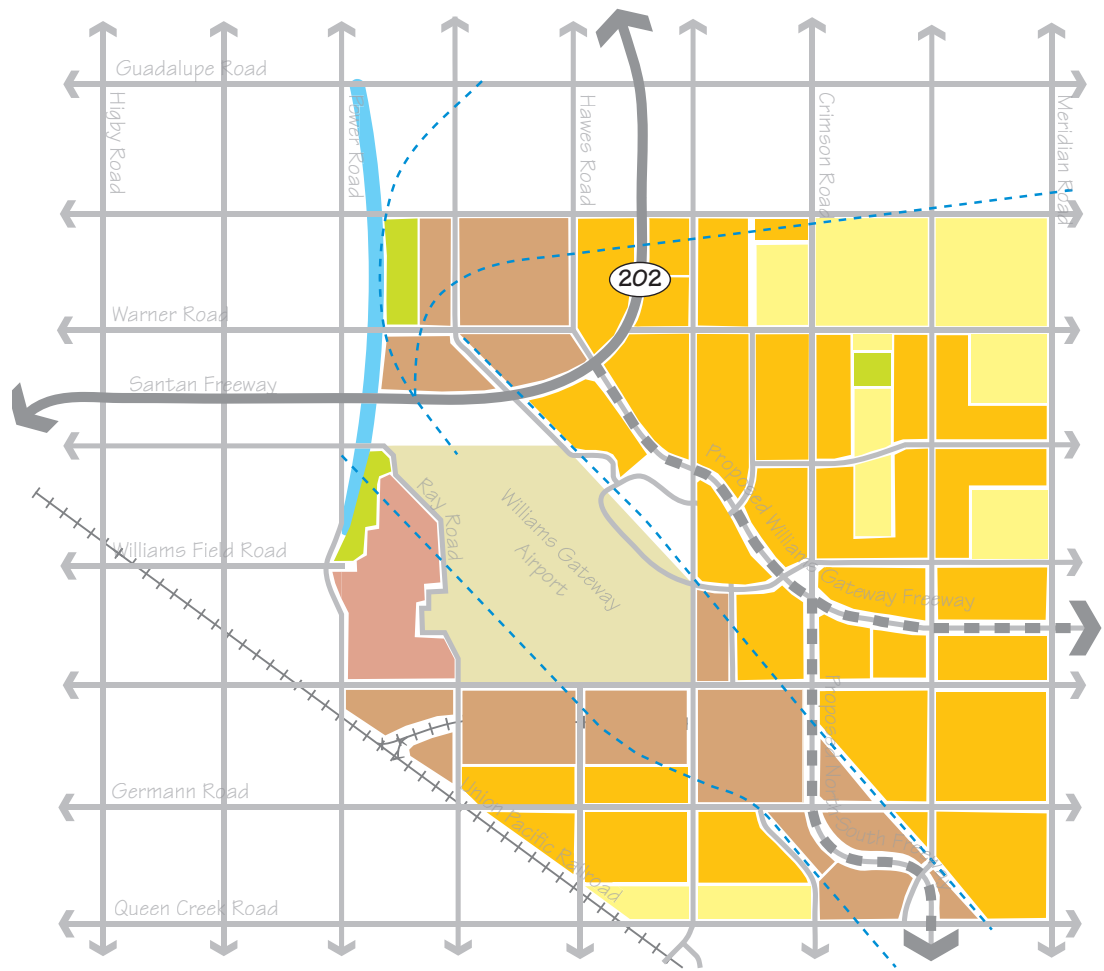 Guadalupe Road
Higby Road
Power Road
Hawes Road
Crimson Road
Meridian Road
202
Warner Road
Santan Freeway
Ray Road
Williams Gateway
Airport
Proposed Williams Gateway Freeway
Williams Field Road
Proposed North-South Freeway
Germann Road
Union Pacific Railroad
Queen Creek Road